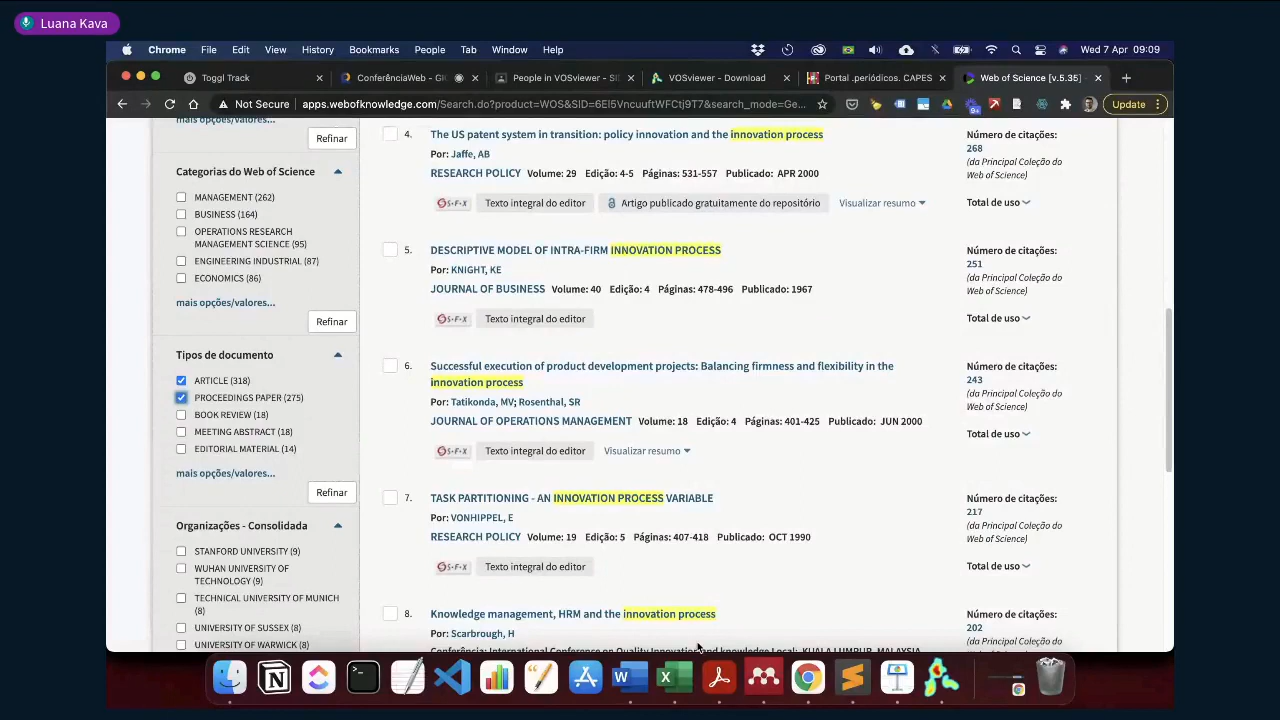 Luana Kava
Chrome File Edit View History Bookmarks People Tab Window Help Wed 7 Apr 09:09
Toggl Track × ConferênciaWeb - Gl × People in VOSviewer - SI × VOSviewer - Download × Portal .periódicos. CAPES × Web of Science [v.5.35] × +
Not Secure apps.webofknowledge.com/Search.do?product=WOS&SID=6EI5VncuuftWFCtj9T7&search_mode=Ge... Update
mais opções/valores...
Refinar
Categorias do Web of Science
MANAGEMENT (262)
BUSINESS (164)
OPERATIONS RESEARCH
MANAGEMENT SCIENCE (95)
ENGINEERING INDUSTRIAL (87)
ECONOMICS (86)
mais opções/valores...
Refinar
Tipos de documento
ARTICLE (318)
PROCEEDINGS PAPER (275)
BOOK REVIEW (18)
MEETING ABSTRACT (18)
EDITORIAL MATERIAL (14)
mais opções/valores...
Refinar
Organizações - Consolidada
STANFORD UNIVERSITY (9)
WUHAN UNIVERSITY OF
TECHNOLOGY (9)
TECHNICAL UNIVERSITY OF MUNICH
(8)
UNIVERSITY OF SUSSEX (8)
UNIVERSITY OF WARWICK (8)
4. The US patent system in transition: policy innovation and the innovation process
Por: Jaffe, AB
RESEARCH POLICY Volume: 29 Edição: 4-5 Páginas: 531-557 Publicado: APR 2000
S·F·X Texto integral do editor Artigo publicado gratuitamente do repositório Visualizar resumo
Número de citações:
268
(da Principal Coleção do
Web of Science)
Total de uso
5. DESCRIPTIVE MODEL OF INTRA-FIRM INNOVATION PROCESS
Por: KNIGHT, KE
JOURNAL OF BUSINESS Volume: 40 Edição: 4 Páginas: 478-496 Publicado: 1967
S·F·X Texto integral do editor
Número de citações:
251
(da Principal Coleção do
Web of Science)
Total de uso
6. Successful execution of product development projects: Balancing firmness and flexibility in the
innovation process
Por: Tatikonda, MV; Rosenthal, SR
JOURNAL OF OPERATIONS MANAGEMENT Volume: 18 Edição: 4 Páginas: 401-425 Publicado: JUN 2000
S·F·X Texto integral do editor Visualizar resumo
Número de citações:
243
(da Principal Coleção do
Web of Science)
Total de uso
7. TASK PARTITIONING - AN INNOVATION PROCESS VARIABLE
Por: VONHIPPEL, E
RESEARCH POLICY Volume: 19 Edição: 5 Páginas: 407-418 Publicado: OCT 1990
S·F·X Texto integral do editor
Número de citações:
217
(da Principal Coleção do
Web of Science)
Total de uso
8. Knowledge management, HRM and the innovation process
Por: Scarbrough, H
Conferência: International Conference on Quality Innovation and knowledge Local: KUALA LUMPUR, MALAYSIA
Número de citações:
202
(da Principal Coleção do
Web of Science)